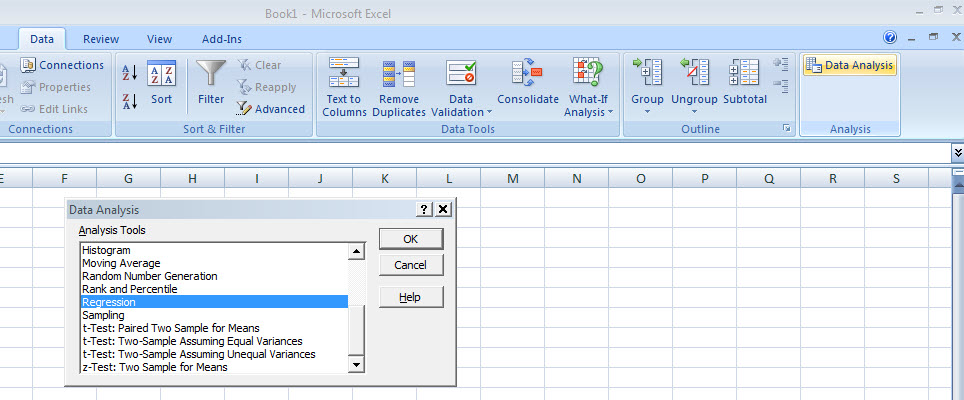 Book1 - Microsoft Excel
Data Review View Add-Ins
Connections Clear Data Analysis
Properties Reapply
Edit Links Sort Filter Advanced Text to Columns Remove Duplicates Data Validation Consolidate What-If Analysis Group Ungroup Subtotal
Connections Sort & Filter Data Tools Outline Analysis
F G H I J K L M N O P Q R S
Data Analysis
Analysis Tools
Histogram
Moving Average
Random Number Generation
Rank and Percentile
Regression
Sampling
t-Test: Paired Two Sample for Means
t-Test: Two-Sample Assuming Equal Variances
t-Test: Two-Sample Assuming Unequal Variances
z-Test: Two Sample for Means
OK
Cancel
Help